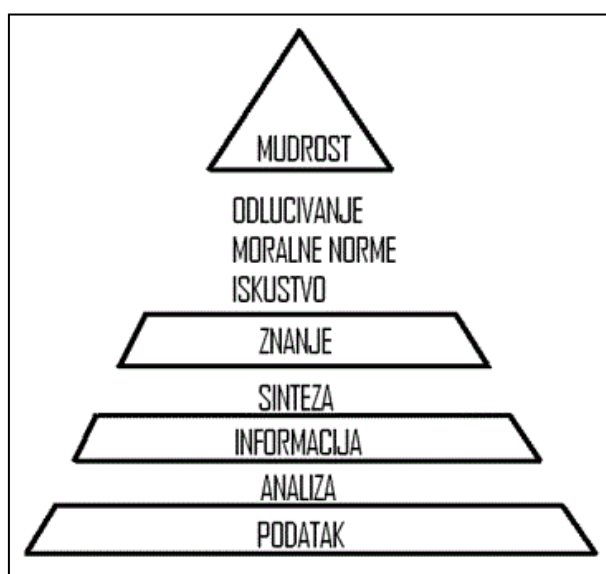 MUDROST
ODLUCIVANJE
MORALNE NORME
ISKUSTVO
ZNANJE
SINTEZA
INFORMACIJA
ANALIZA
PODATAK